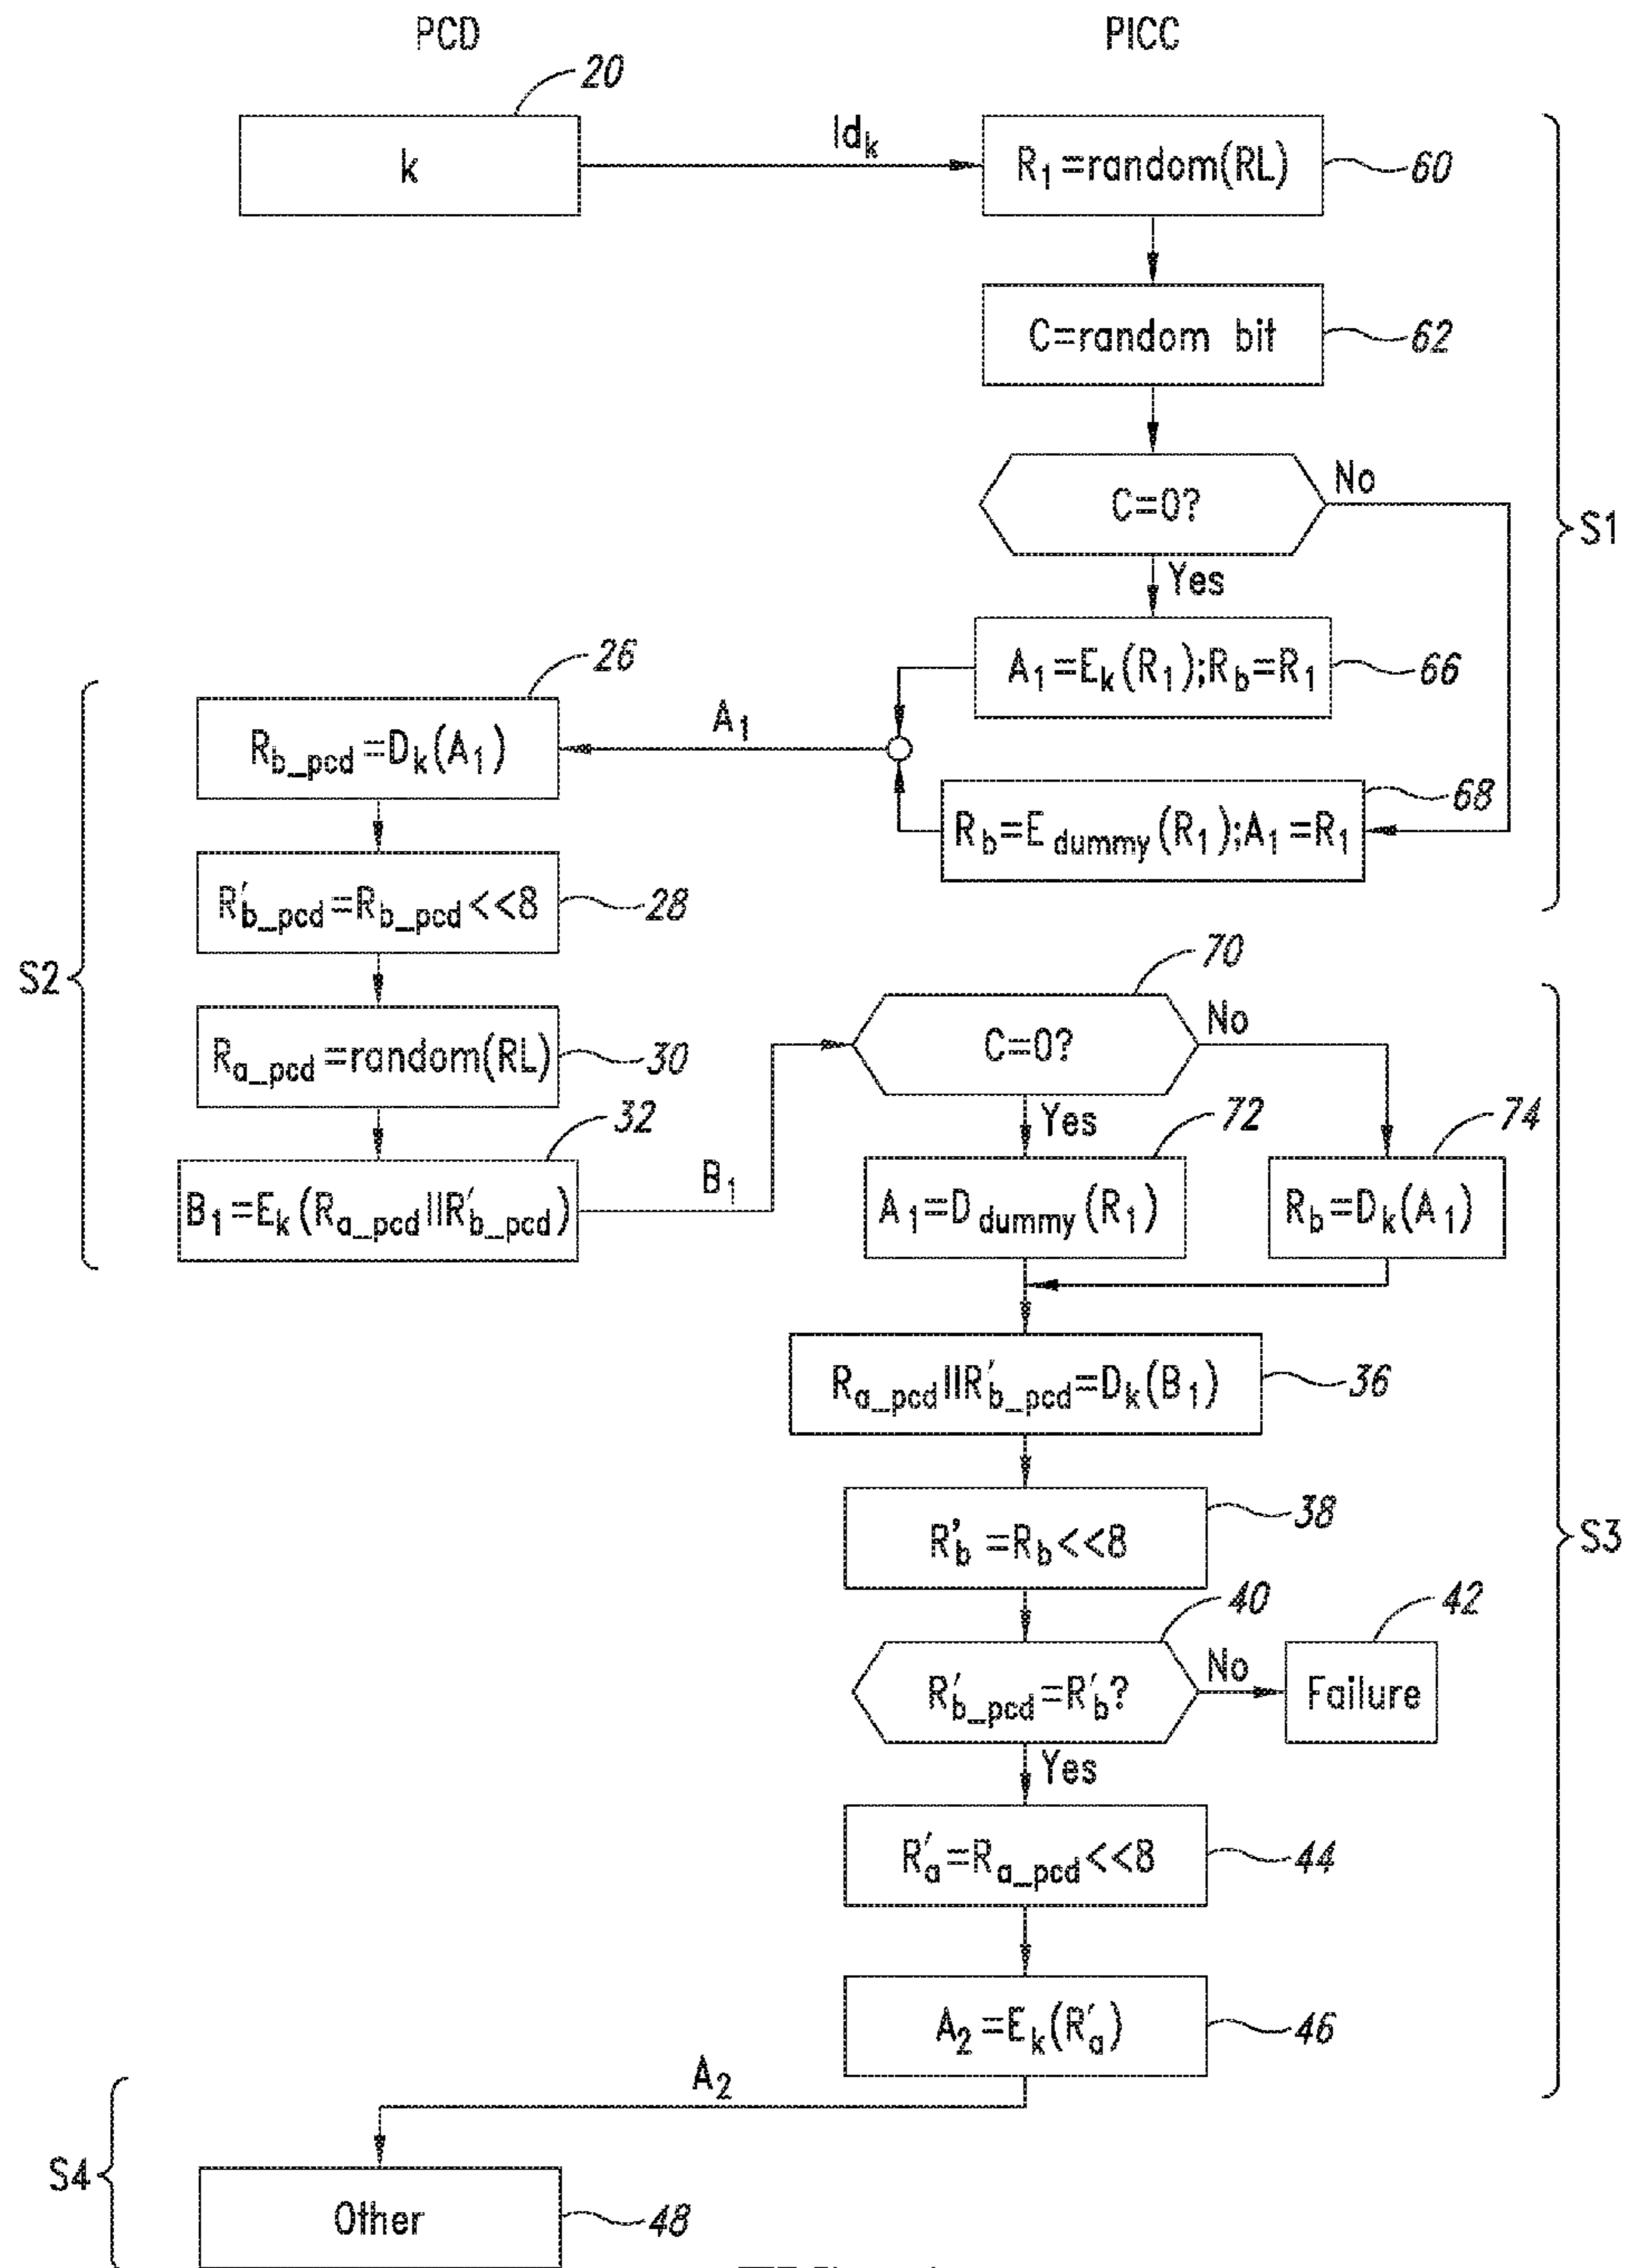 PCD
PICC
20
k
Id_k
R_1=random(RL)
60
C=random bit
62
C=0?
No
Yes
S1
A_1=E_k(R_1);R_b=R_1
66
26
R_b_pcd=D_k(A_1)
A_1
R_b=E_dummy(R_1);A_1=R_1
68
R'_b_pcd=R_b_pcd<<8
28
S2
R_a_pcd=random(RL)
30
32
B_1=E_k(R_a_pcd||R'_b_pcd)
B_1
70
C=0?
No
Yes
72
A_1=D_dummy(R_1)
74
R_b=D_k(A_1)
R_a_pcd||R'_b_pcd=D_k(B_1)
36
R'_b=R_b<<8
38
S3
40
R'_b_pcd=R'_b?
No
42
Failure
Yes
R'_a=R_a_pcd<<8
44
A_2=E_k(R'_a)
46
A_2
S4
Other
48